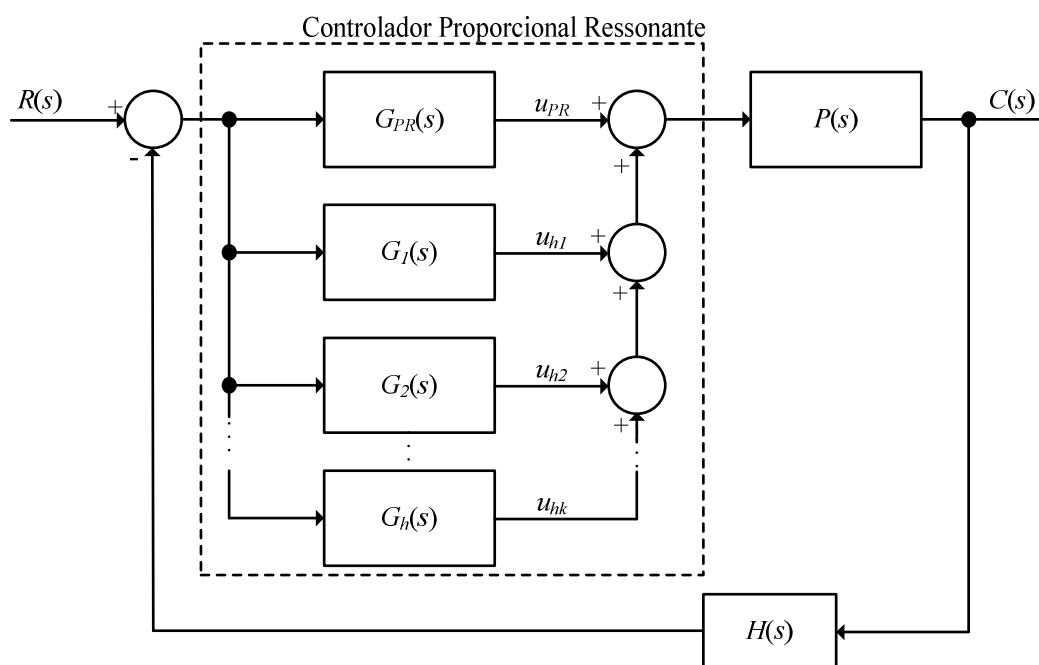 Controlador Proporcional Ressonante
R(s)
+
-
G_PR(s)
u_PR
+
+
P(s)
C(s)
G_1(s)
u_h1
+
+
G_2(s)
u_h2
+
+
G_h(s)
u_hk
H(s)